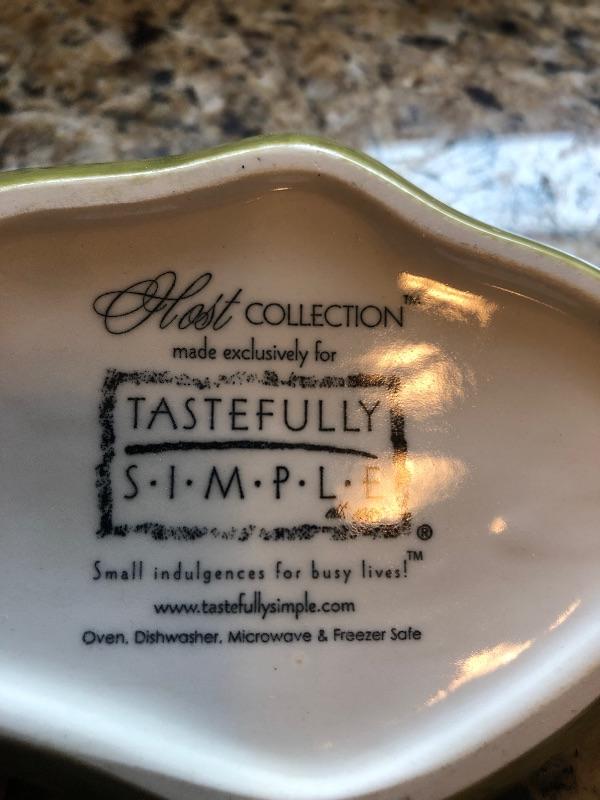 Host COLLECTION™
made exclusively for
TASTEFULLY
S·I·M·P·L·E
®
Small indulgences for busy lives!™
www.tastefullysimple.com
Oven, Dishwasher, Microwave & Freezer Safe